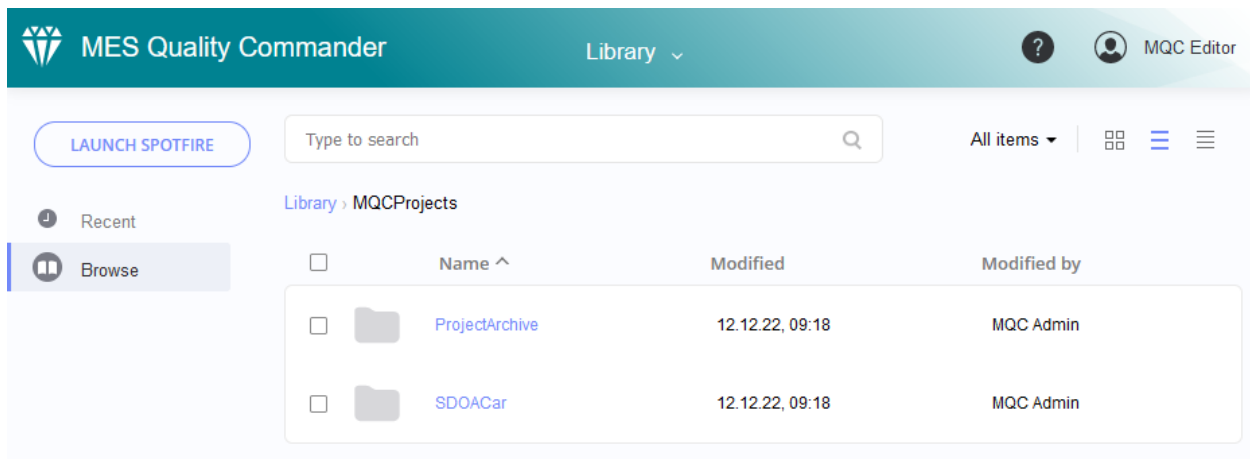 MES Quality Commander Library ? MQC Editor
LAUNCH SPOTFIRE Type to search All items
Library › MQCProjects
Recent
Browse
Name Modified Modified by
ProjectArchive 12.12.22, 09:18 MQC Admin
SDOACar 12.12.22, 09:18 MQC Admin